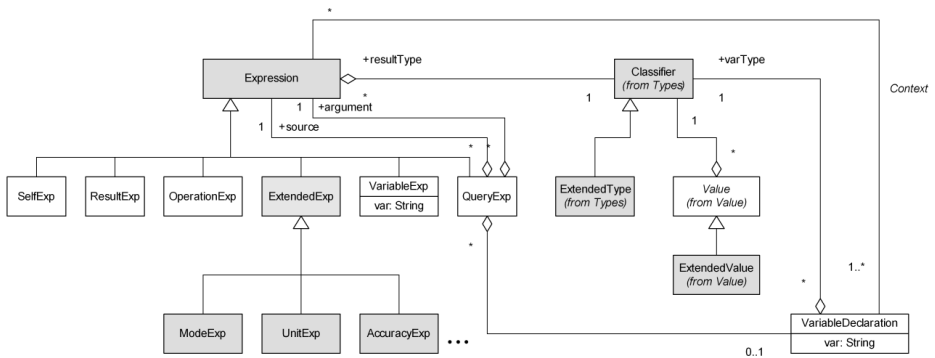 *
+resultType
+varType
Expression
Classifier
(from Types)
Context
*
1
1
1
+argument
1
+source
1
*
*
*
SelfExp
ResultExp
OperationExp
ExtendedExp
VariableExp
var: String
QueryExp
ExtendedType
(from Types)
Value
(from Value)
*
ExtendedValue
(from Value)
1..*
*
ModeExp
UnitExp
AccuracyExp
...
VariableDeclaration
var: String
0..1